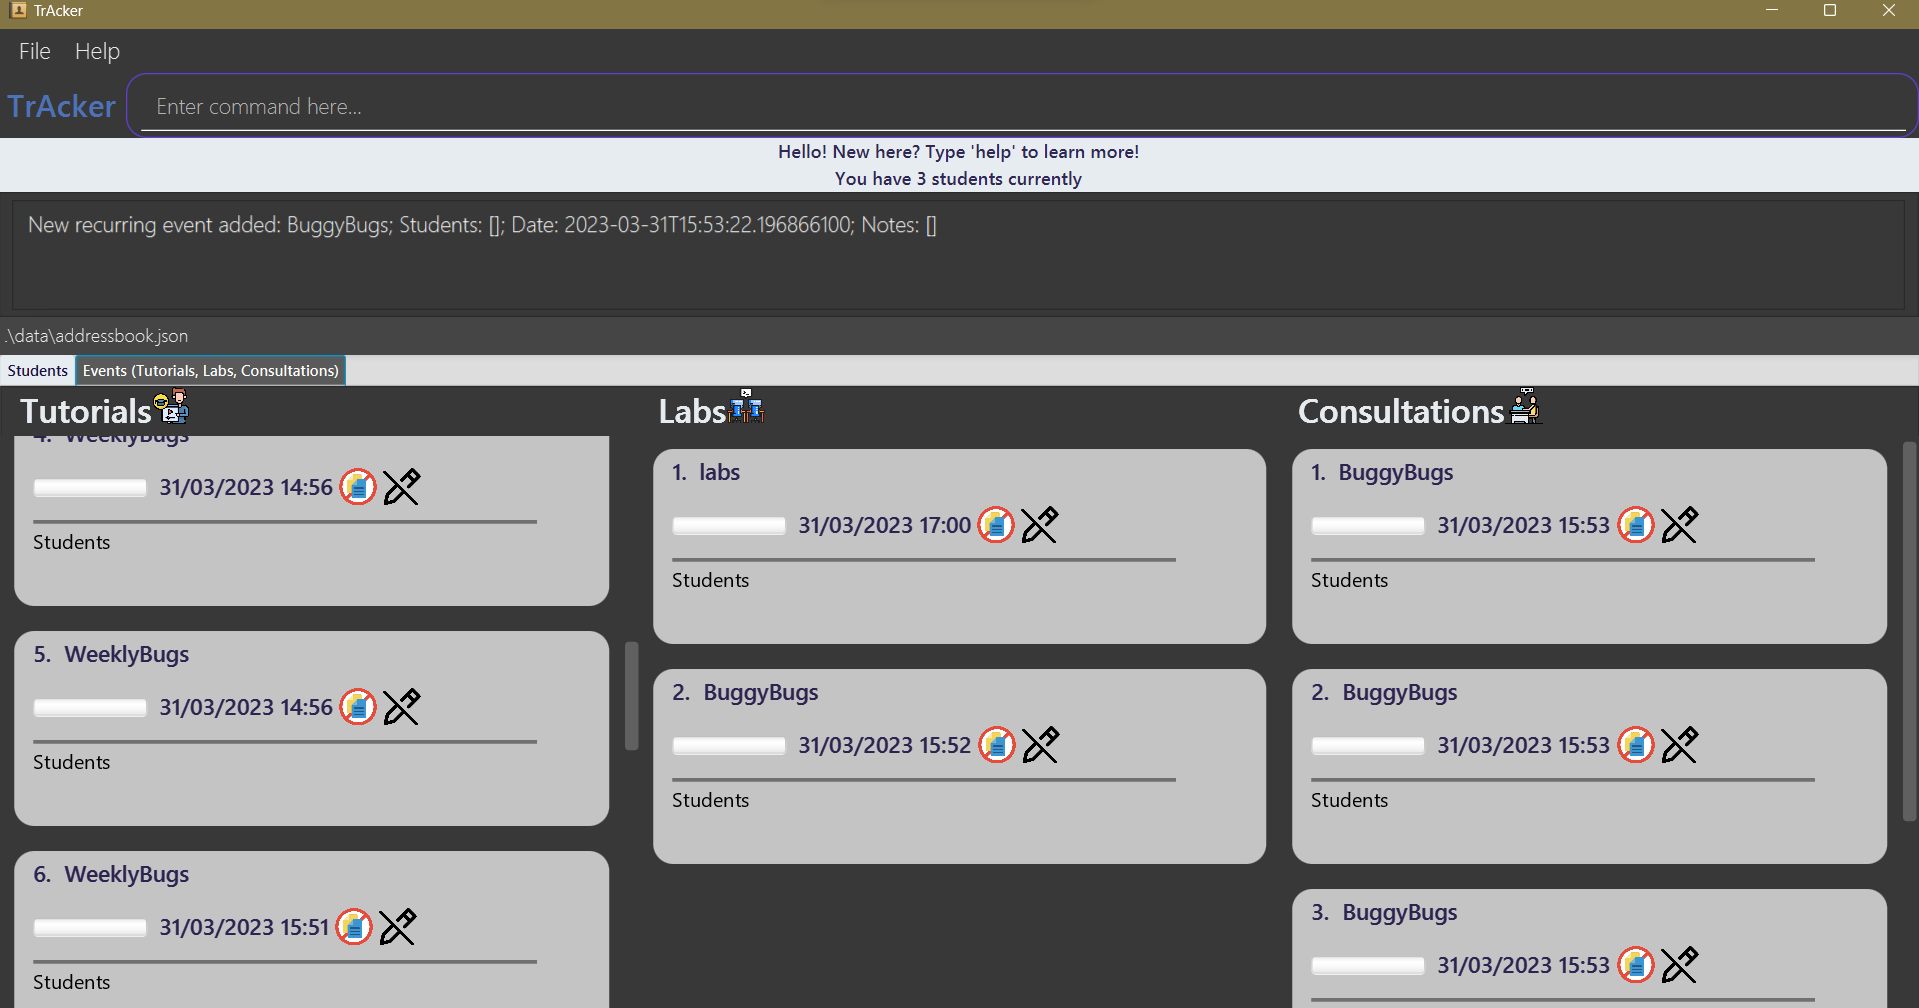 TrAcker
File Help
TrAcker Enter command here...
Hello! New here? Type 'help' to learn more!
You have 3 students currently
New recurring event added: BuggyBugs; Students: []; Date: 2023-03-31T15:53:22.196866100; Notes: []
.\data\addressbook.json
Students Events (Tutorials, Labs, Consultations)
Tutorials
4. WeeklyBugs
31/03/2023 14:56
Students
5. WeeklyBugs
31/03/2023 14:56
Students
6. WeeklyBugs
31/03/2023 15:51
Students
Labs
1. labs
31/03/2023 17:00
Students
2. BuggyBugs
31/03/2023 15:52
Students
Consultations
1. BuggyBugs
31/03/2023 15:53
Students
2. BuggyBugs
31/03/2023 15:53
Students
3. BuggyBugs
31/03/2023 15:53